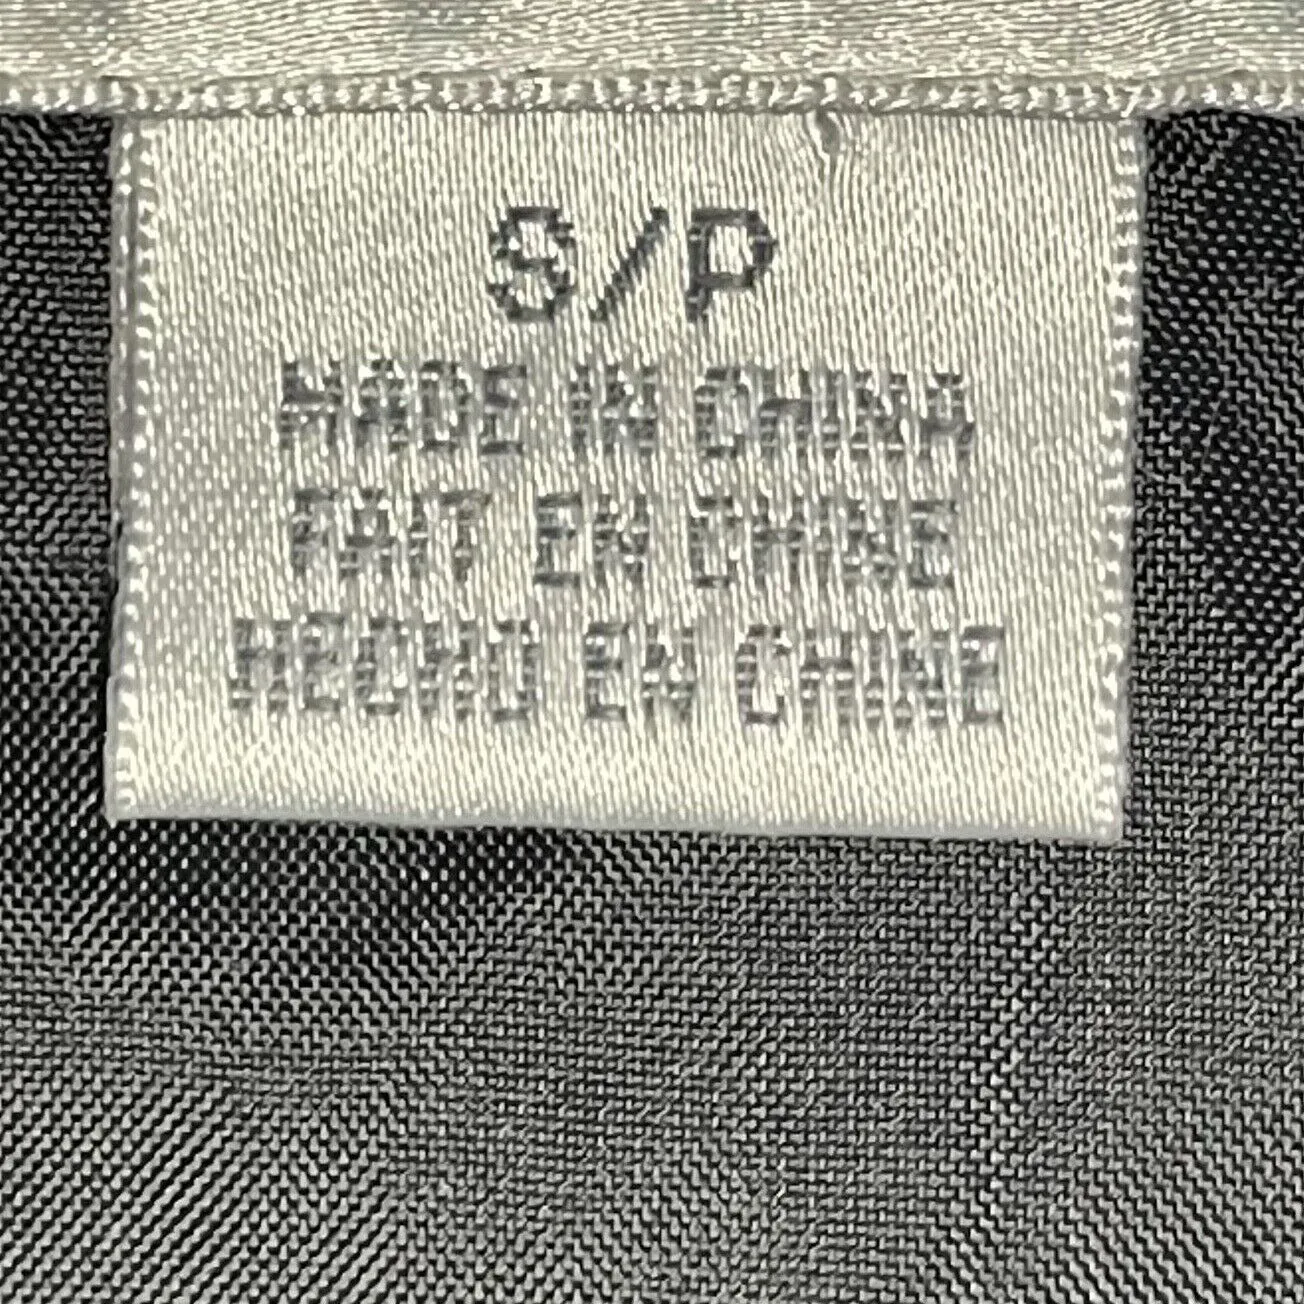 S/P
MADE IN CHINA
FAIT EN CHINE
HECHO EN CHINE